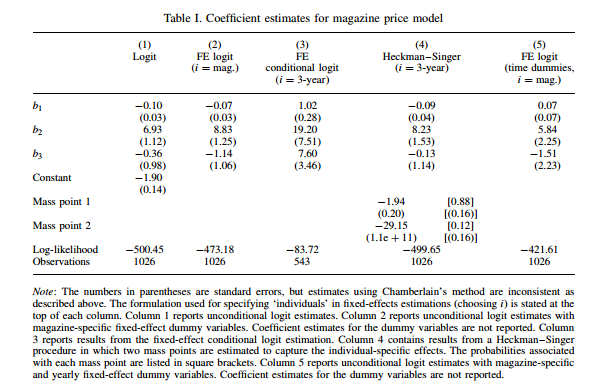 Table I. Coefficient estimates for magazine price model
(1) (2) (3) (4) (5)
Logit FE logit FE Heckman–Singer FE logit
(i = mag.) conditional logit (i = 3-year) (time dummies,
(i = 3-year) i = mag.)
b1 −0.10 −0.07 1.02 −0.09 0.07
(0.03) (0.03) (0.28) (0.04) (0.07)
b2 6.93 8.83 19.20 8.23 5.84
(1.12) (1.25) (7.51) (1.53) (2.25)
b3 −0.36 −1.14 7.60 −0.13 −1.51
(0.98) (1.06) (3.46) (1.14) (2.23)
Constant −1.90
(0.14)
Mass point 1 −1.94 [0.88]
(0.20) [(0.16)]
Mass point 2 −29.15 [0.12]
(1.1e + 11) [(0.16)]
Log-likelihood −500.45 −473.18 −83.72 −499.65 −421.61
Observations 1026 1026 543 1026 1026
Note: The numbers in parentheses are standard errors, but estimates using Chamberlain's method are inconsistent as
described above. The formulation used for specifying 'individuals' in fixed-effects estimations (choosing i) is stated at the
top of each column. Column 1 reports unconditional logit estimates. Column 2 reports unconditional logit estimates with
magazine-specific fixed-effect dummy variables. Coefficient estimates for the dummy variables are not reported. Column
3 reports results from the fixed-effect conditional logit estimation. Column 4 contains results from a Heckman–Singer
procedure in which two mass points are estimated to capture the individual-specific effects. The probabilities associated
with each mass point are listed in square brackets. Column 5 reports unconditional logit estimates with magazine-specific
and yearly fixed-effect dummy variables. Coefficient estimates for the dummy variables are not reported.